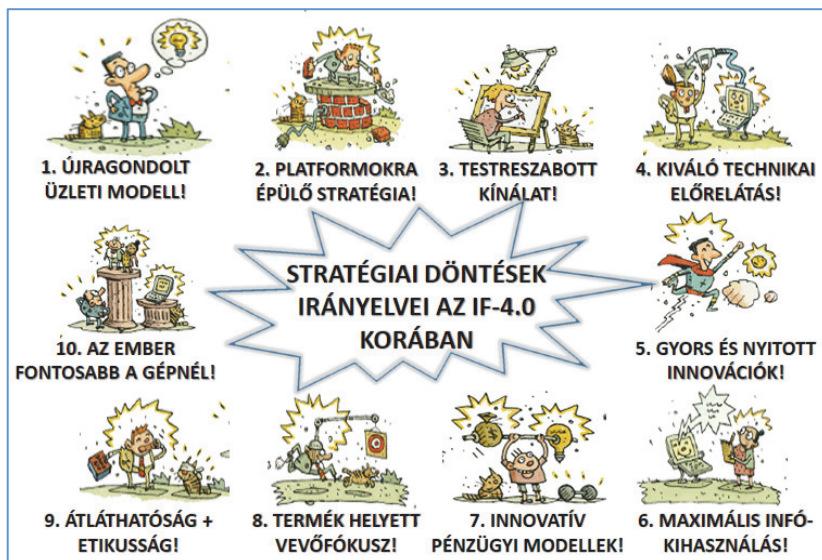 1. ÚJRAGONDOLT
ÜZLETI MODELL!
2. PLATFORMOKRA
ÉPÜLŐ STRATÉGIA!
3. TESTRESZABOTT
KÍNÁLAT!
4. KIVÁLÓ TECHNIKAI
ELŐRELÁTÁS!
STRATÉGIAI DÖNTÉSEK
IRÁNYELVEI AZ IF-4.0
KORÁBAN
5. GYORS ÉS NYITOTT
INNOVÁCIÓK!
6. MAXIMÁLIS INFÓ-
KIHASZNÁLÁS!
7. INNOVATÍV
PÉNZÜGYI MODELLEK!
8. TERMÉK HELYETT
VEVŐFÓKUSZ!
9. ÁTLÁTHATÓSÁG +
ETIKUSSÁG!
10. AZ EMBER
FONTOSABB A GÉPNÉL!